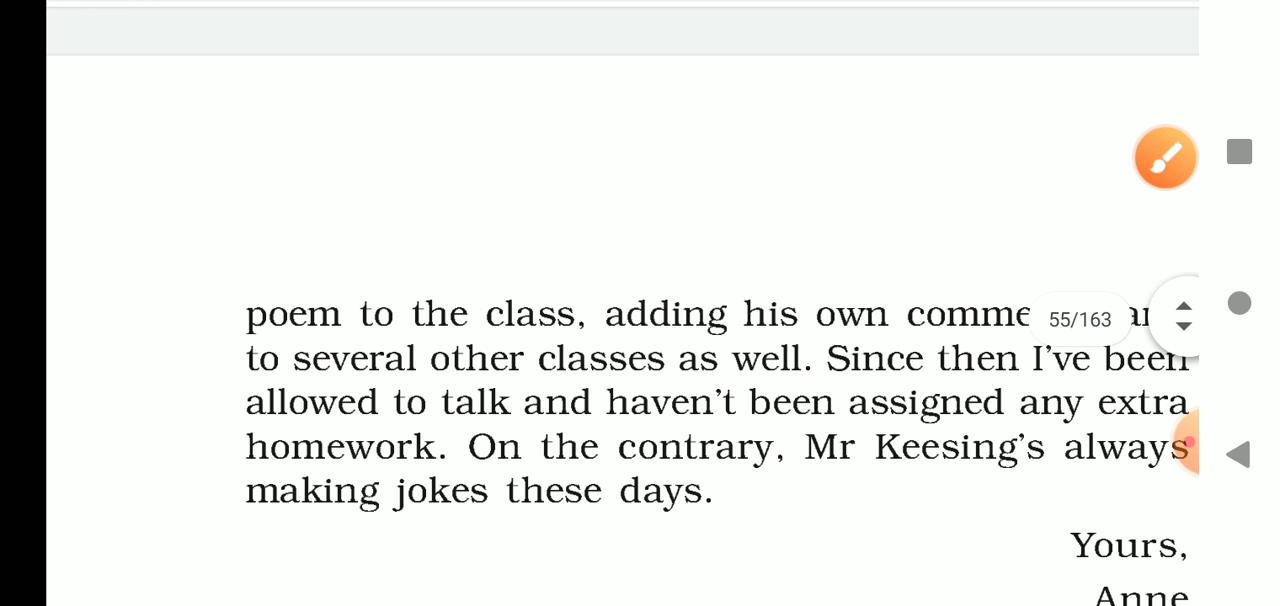 poem to the class, adding his own
55/163
to several other classes as well. Since then I've been
allowed to talk and haven't been assigned any extra
homework. On the contrary, Mr Keesing's always
making jokes these days.
Yours,
Anne